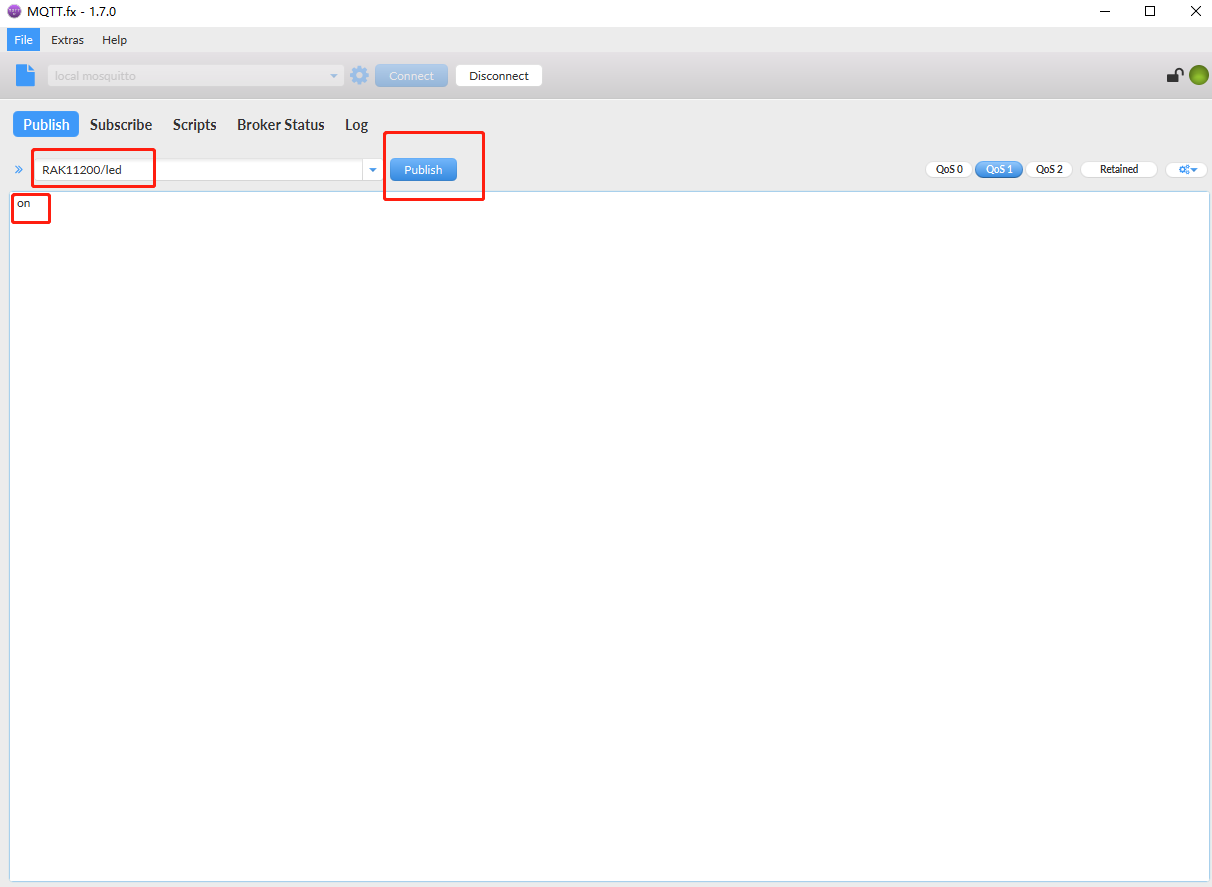 MQTT.fx - 1.7.0
File Extras Help
local mosquitto Connect Disconnect
Publish Subscribe Scripts Broker Status Log
RAK11200/led Publish QoS 0 QoS 1 QoS 2 Retained
on